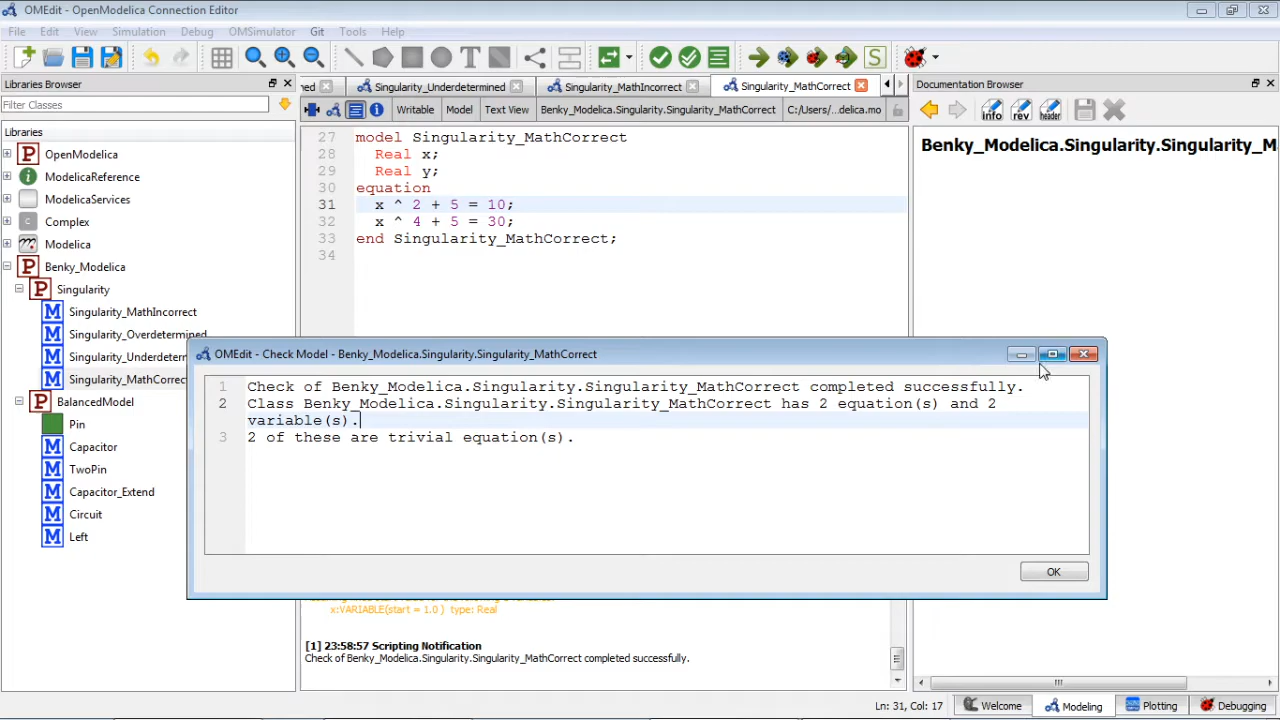 OMEdit - OpenModelica Connection Editor
File Edit View Simulation Debug OMSimulator Git Tools Help
Libraries Browser
Filter Classes
Libraries
P OpenModelica
i ModelicaReference
ModelicaServices
c Complex
Modelica
P Benky_Modelica
P Singularity
M Singularity_MathIncorrect
M Singularity_Overdetermined
M Singularity_Underdeterm
M Singularity_MathCorrect
P BalancedModel
Pin
M Capacitor
M TwoPin
M Capacitor_Extend
M Circuit
M Left
ned Singularity_Underdetermined Singularity_MathIncorrect Singularity_MathCorrect
Writable Model Text View Benky_Modelica.Singularity.Singularity_MathCorrect C:/Users/...delica.mo
27 model Singularity_MathCorrect
28 Real x;
29 Real y;
30 equation
31 x ^ 2 + 5 = 10;
32 x ^ 4 + 5 = 30;
33 end Singularity_MathCorrect;
34
Documentation Browser
info rev header
Benky_Modelica.Singularity.Singularity_M
OMEdit - Check Model - Benky_Modelica.Singularity.Singularity_MathCorrect
1 Check of Benky_Modelica.Singularity.Singularity_MathCorrect completed successfully.
2 Class Benky_Modelica.Singularity.Singularity_MathCorrect has 2 equation(s) and 2
variable(s).
3 2 of these are trivial equation(s).
OK
x:VARIABLE(start = 1.0 ) type: Real
[1] 23:58:57 Scripting Notification
Check of Benky_Modelica.Singularity.Singularity_MathCorrect completed successfully.
Ln: 31, Col: 17 Welcome Modeling Plotting Debugging